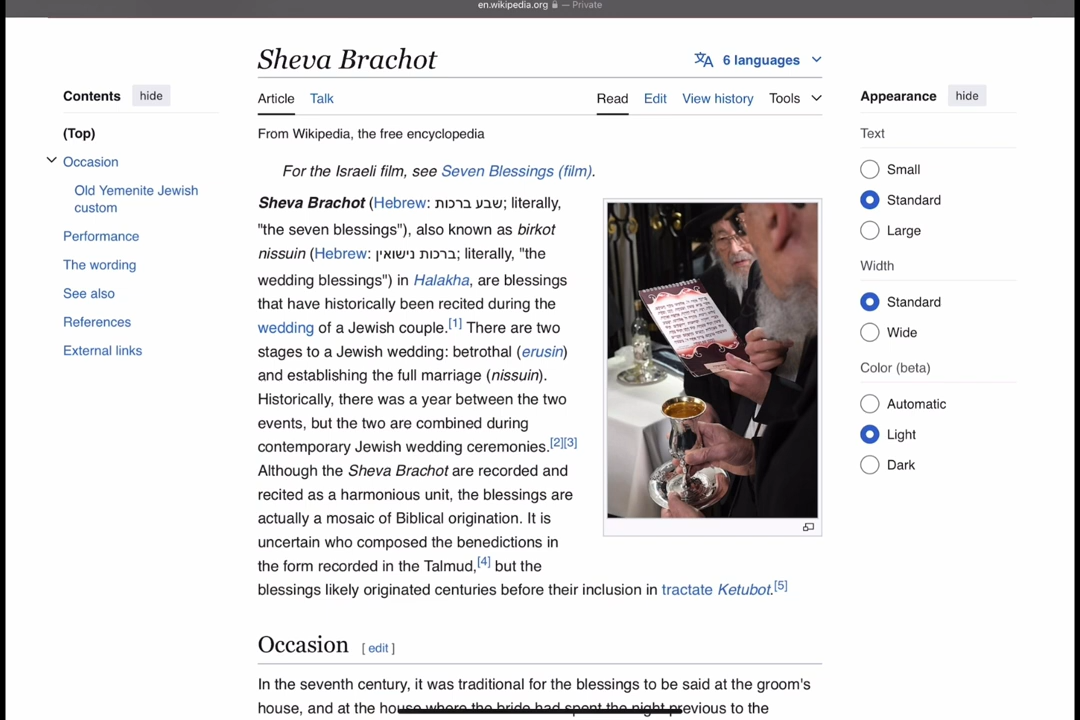 en.wikipedia.org — Private
Sheva Brachot
6 languages
Contents hide
(Top)
Occasion
Old Yemenite Jewish
custom
Performance
The wording
See also
References
External links
Article Talk
Read Edit View history Tools
From Wikipedia, the free encyclopedia
For the Israeli film, see Seven Blessings (film).
Sheva Brachot (Hebrew: שבע ברכות; literally,
"the seven blessings"), also known as birkot
nissuin (Hebrew: ברכות נישואין; literally, "the
wedding blessings") in Halakha, are blessings
that have historically been recited during the
wedding of a Jewish couple.[1] There are two
stages to a Jewish wedding: betrothal (erusin)
and establishing the full marriage (nissuin).
Historically, there was a year between the two
events, but the two are combined during
contemporary Jewish wedding ceremonies.[2][3]
Although the Sheva Brachot are recorded and
recited as a harmonious unit, the blessings are
actually a mosaic of Biblical origination. It is
uncertain who composed the benedictions in
the form recorded in the Talmud,[4] but the
blessings likely originated centuries before their inclusion in tractate Ketubot.[5]
Occasion [ edit ]
In the seventh century, it was traditional for the blessings to be said at the groom's
house, and at the house where the bride had spent the night previous to the
Appearance hide
Text
Small
Standard
Large
Width
Standard
Wide
Color (beta)
Automatic
Light
Dark